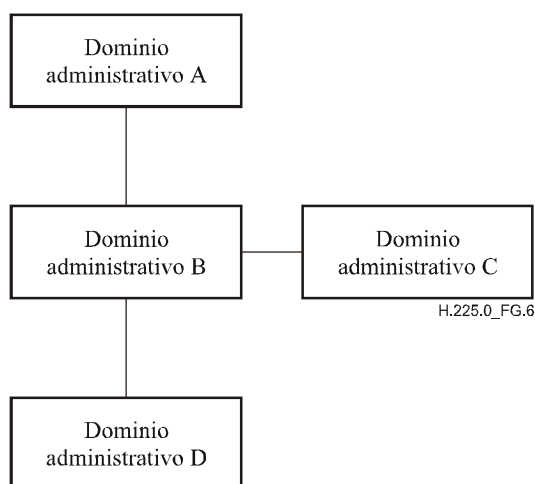 Dominio
administrativo A
Dominio
administrativo B
Dominio
administrativo C
H.225.0_FG.6
Dominio
administrativo D